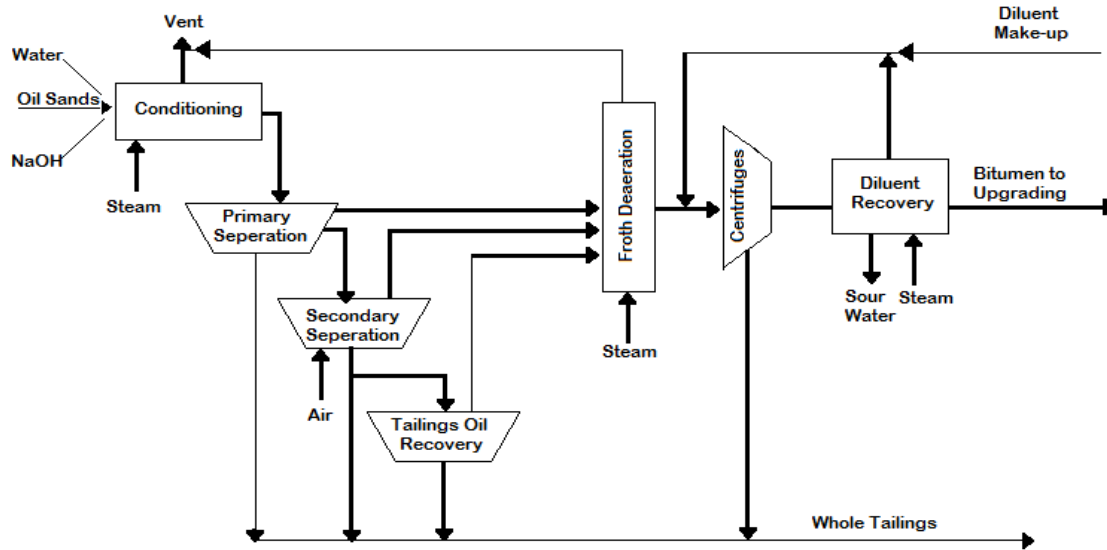 Vent
Diluent
Make-up
Water
Oil Sands
Conditioning
NaOH
Steam
Primary
Seperation
Froth Deaeration
Centrifuges
Diluent
Recovery
Bitumen to
Upgrading
Sour
Water
Steam
Secondary
Seperation
Steam
Air
Tailings Oil
Recovery
Whole Tailings